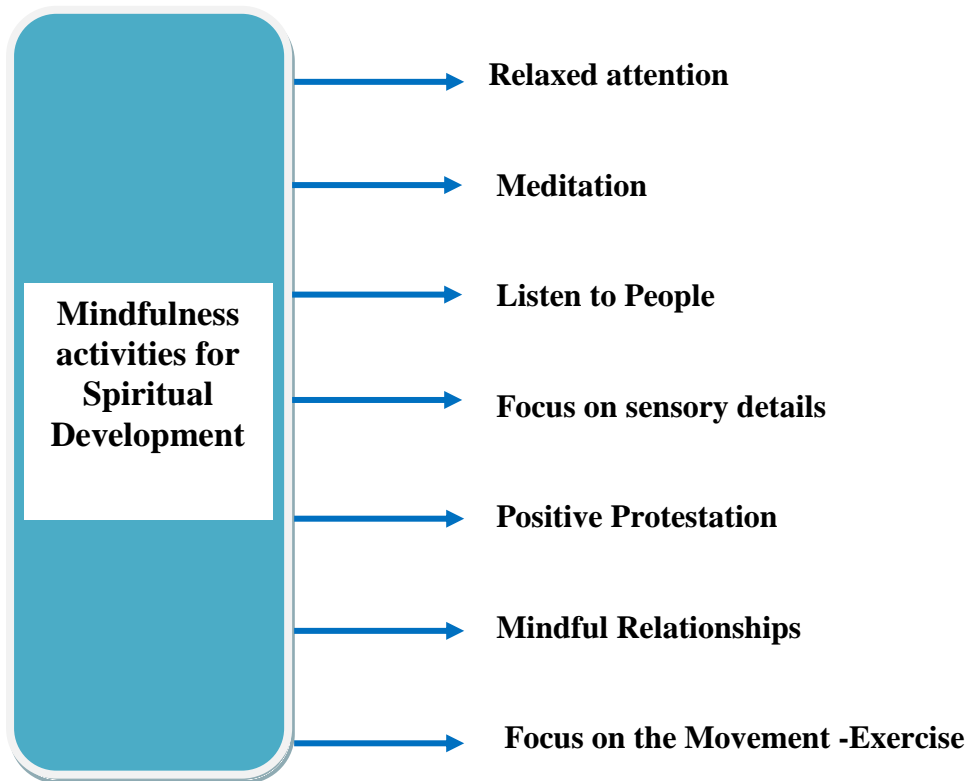 Mindfulness
activities for
Spiritual
Development
Relaxed attention
Meditation
Listen to People
Focus on sensory details
Positive Protestation
Mindful Relationships
Focus on the Movement -Exercise